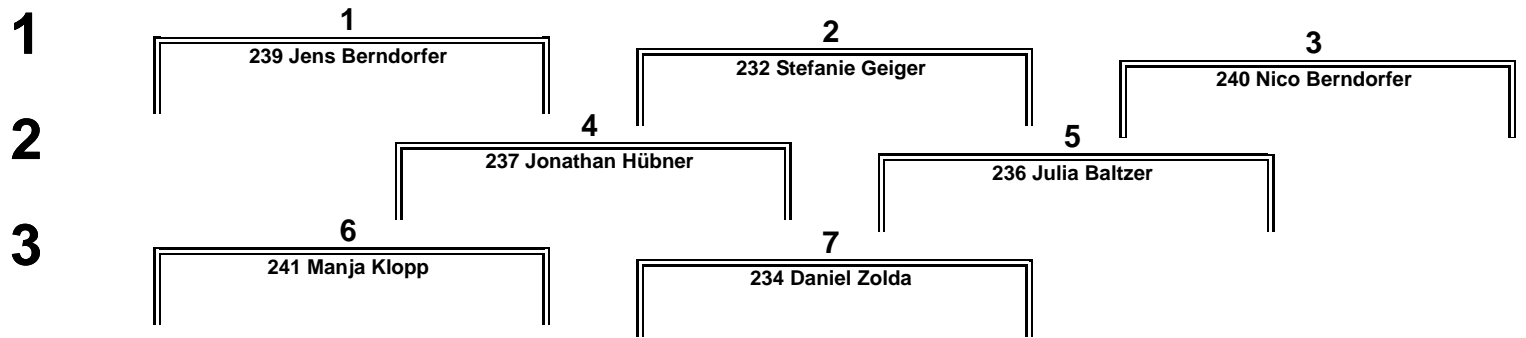 1
1
239 Jens Berndorfer
2
232 Stefanie Geiger
3
240 Nico Berndorfer
2
4
237 Jonathan Hübner
5
236 Julia Baltzer
3
6
241 Manja Klopp
7
234 Daniel Zolda